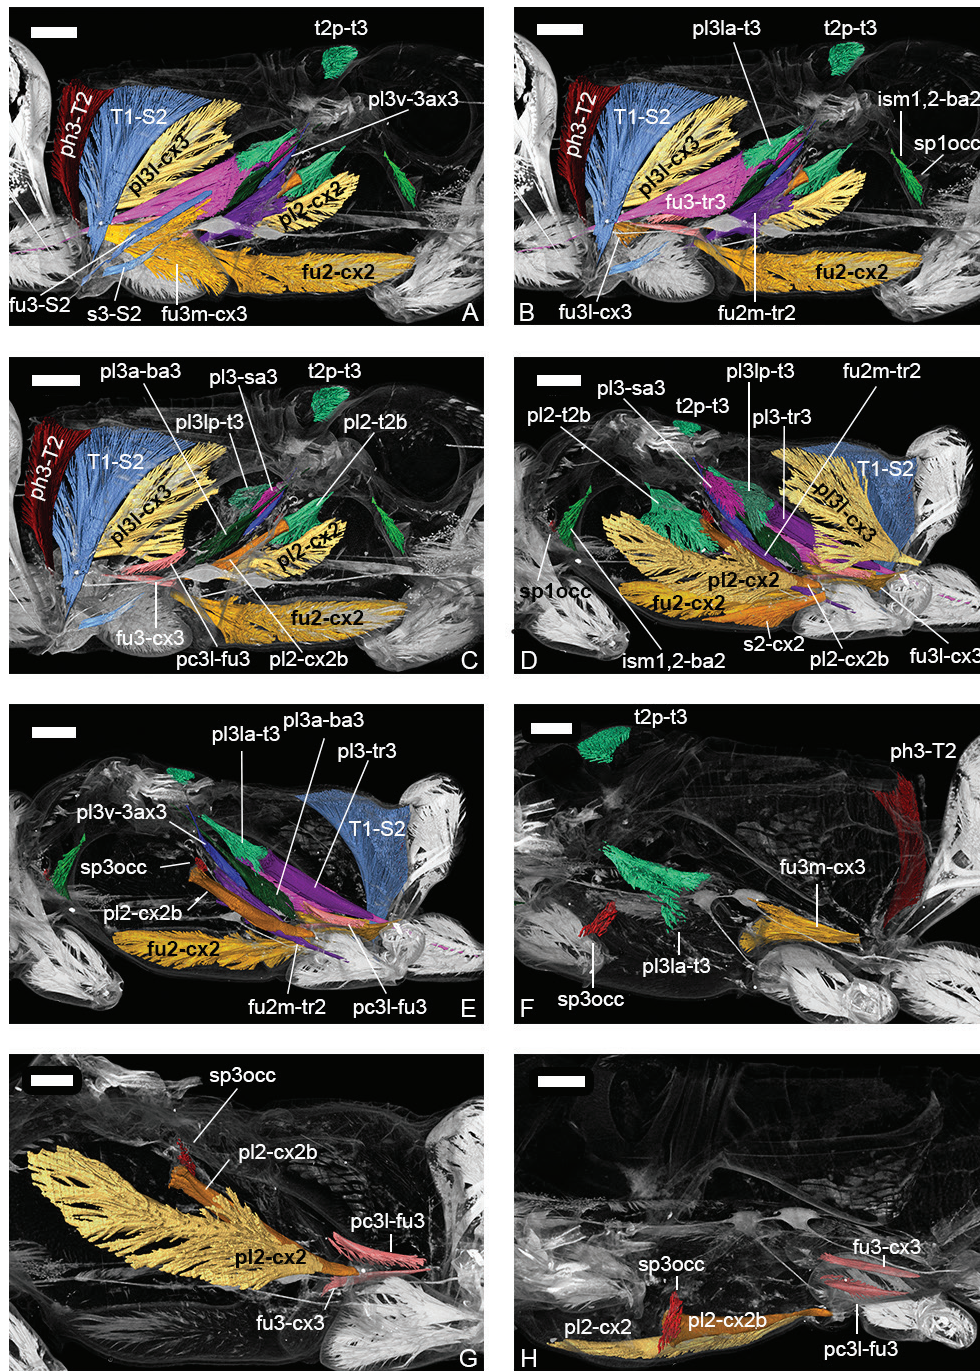 t2p-t3
ph3-T2
T1-S2
pl3l-cx3
pl3v-3ax3
pl2-cx2
fu2-cx2
fu3-S2
s3-S2
fu3m-cx3
A
pl3la-t3
t2p-t3
ph3-T2
T1-S2
pl3l-cx3
ism1,2-ba2
sp1occ
fu3-tr3
fu2-cx2
fu3l-cx3
fu2m-tr2
B
pl3a-ba3
pl3-sa3
t2p-t3
pl3lp-t3
pl2-t2b
ph3-T2
T1-S2
pl3l-cx3
pl2-cx2
fu2-cx2
fu3-cx3
pc3l-fu3
pl2-cx2b
C
pl3lp-t3
fu2m-tr2
pl3-sa3
t2p-t3
pl3-tr3
pl2-t2b
T1-S2
pl3l-cx3
pl2-cx2
sp1occ
fu2-cx2
s2-cx2
ism1,2-ba2
pl2-cx2b
fu3l-cx3
D
pl3a-ba3
pl3la-t3
pl3-tr3
pl3v-3ax3
T1-S2
sp3occ
pl2-cx2b
fu2-cx2
fu2m-tr2
pc3l-fu3
E
t2p-t3
ph3-T2
fu3m-cx3
pl3la-t3
sp3occ
F
sp3occ
pl2-cx2b
pc3l-fu3
pl2-cx2
fu3-cx3
G
fu3-cx3
sp3occ
pl2-cx2
pl2-cx2b
pc3l-fu3
H